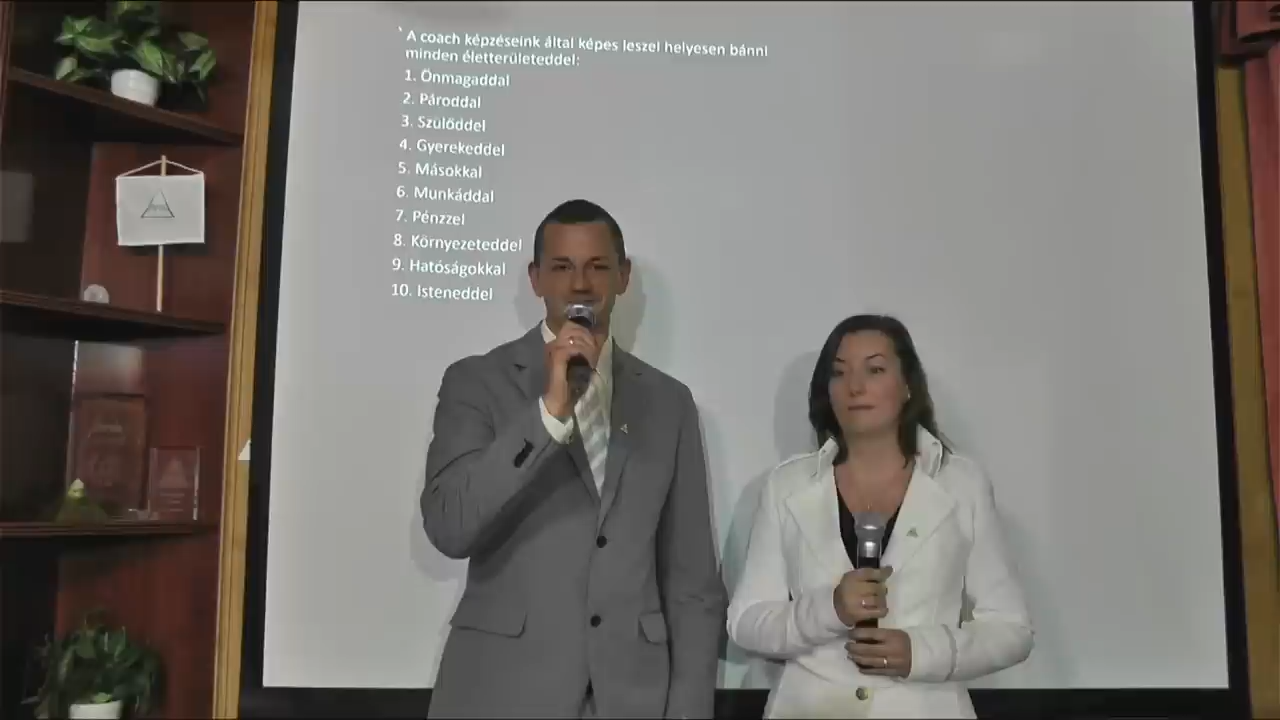 A coach képzéseink által képes leszel helyesen bánni
minden életterületeddel:
1. Önmagaddal
2. Pároddal
3. Szülőddel
4. Gyerekeddel
5. Másokkal
6. Munkáddal
7. Pénzzel
8. Környezeteddel
9. Hatóságokkal
10. Isteneddel